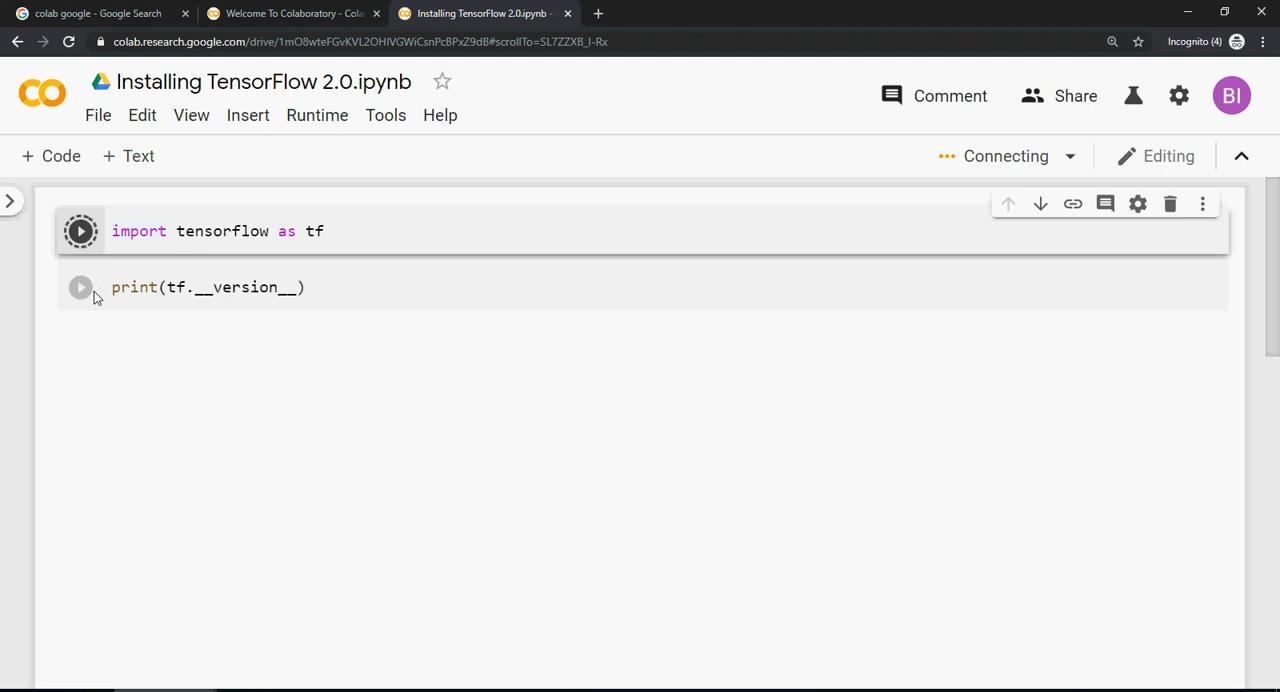 colab google - Google Search
Welcome To Colaboratory - Cola
Installing TensorFlow 2.0.ipynb -
colab.research.google.com/drive/1mO8wteFGvKVL2OHIVGWiCsnPcBPxZ9dB#scrollTo=SL7ZZXB_I-Rx
Incognito (4)
Installing TensorFlow 2.0.ipynb
Comment
Share
BI
File Edit View Insert Runtime Tools Help
+ Code + Text
Connecting
Editing
import tensorflow as tf
print(tf.__version__)